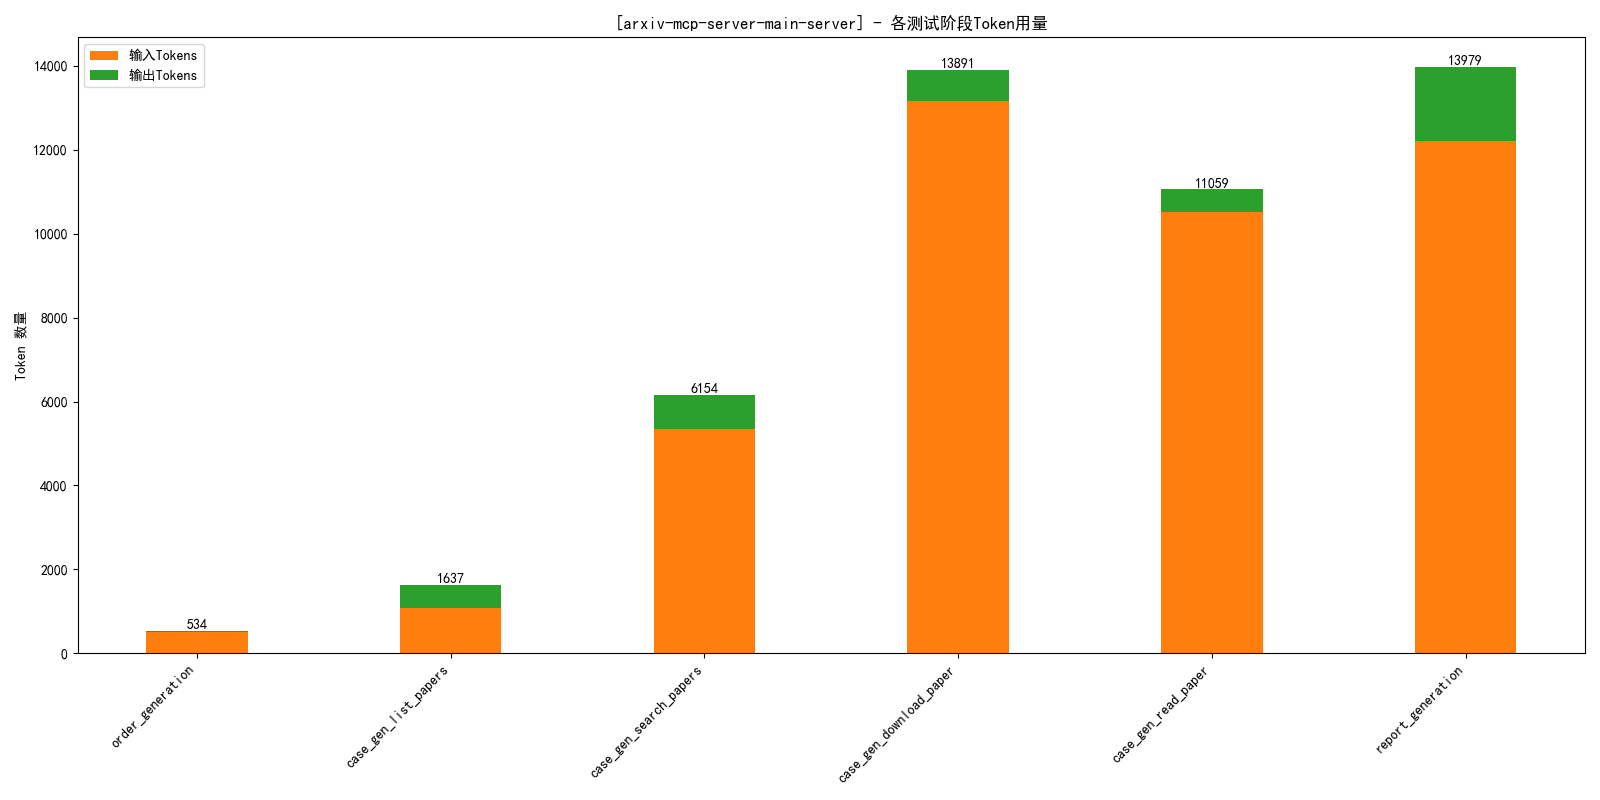 [arxiv-mcp-server-main-server] - 各测试阶段Token用量
输入Tokens
输出Tokens
Token 数量
14000
12000
10000
8000
6000
4000
2000
0
534
1637
6154
13891
11059
13979
order_generation
case_gen_list_papers
case_gen_search_papers
case_gen_download_paper
case_gen_read_paper
report_generation